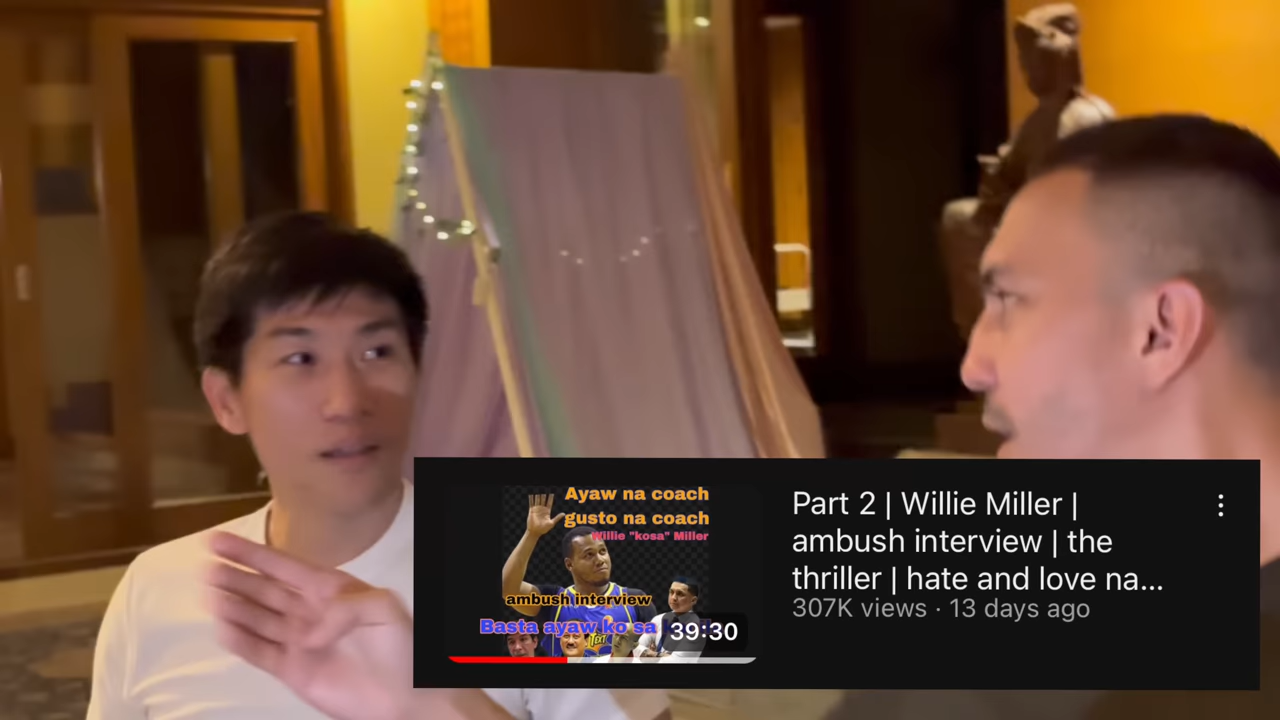 Ayaw na coach
gusto na coach
Willie "kosa" Miller
ambush interview
Basta ayaw ko sa
39:30
Part 2 | Willie Miller |
ambush interview | the
thriller | hate and love na...
307K views · 13 days ago